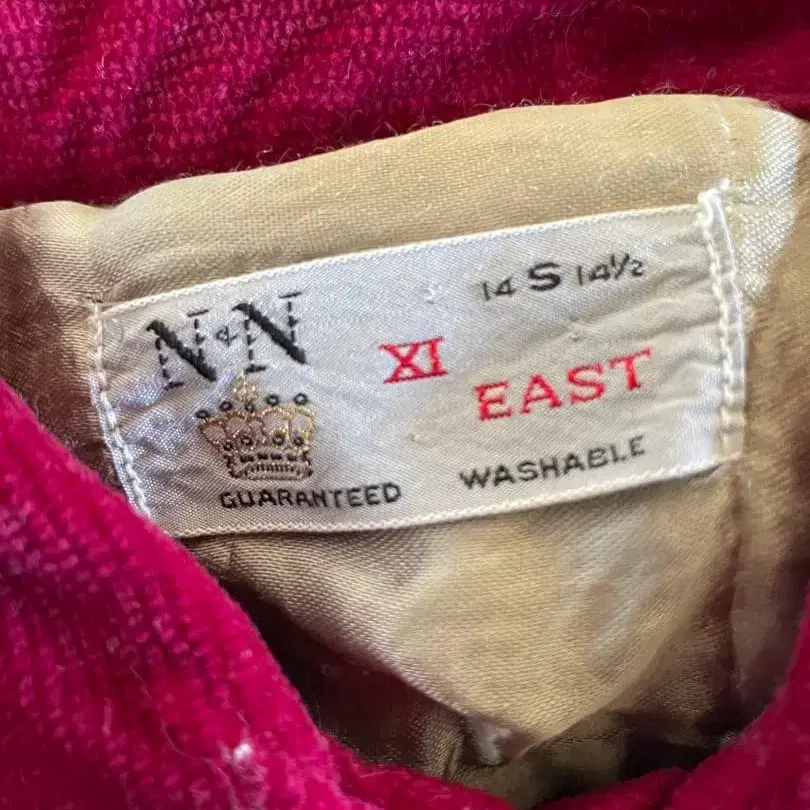 N&N
14 S 14½
XI
EAST
GUARANTEED
WASHABLE